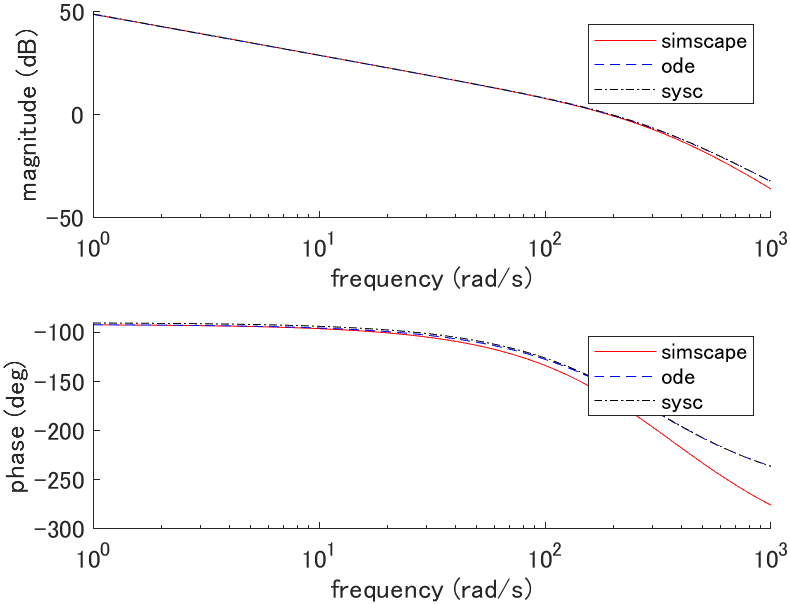 50
0
-50
magnitude (dB)
simscape
ode
sysc
10^0 10^1 10^2 10^3
frequency (rad/s)
-100
-150
-200
-250
-300
phase (deg)
simscape
ode
sysc
10^0 10^1 10^2 10^3
frequency (rad/s)